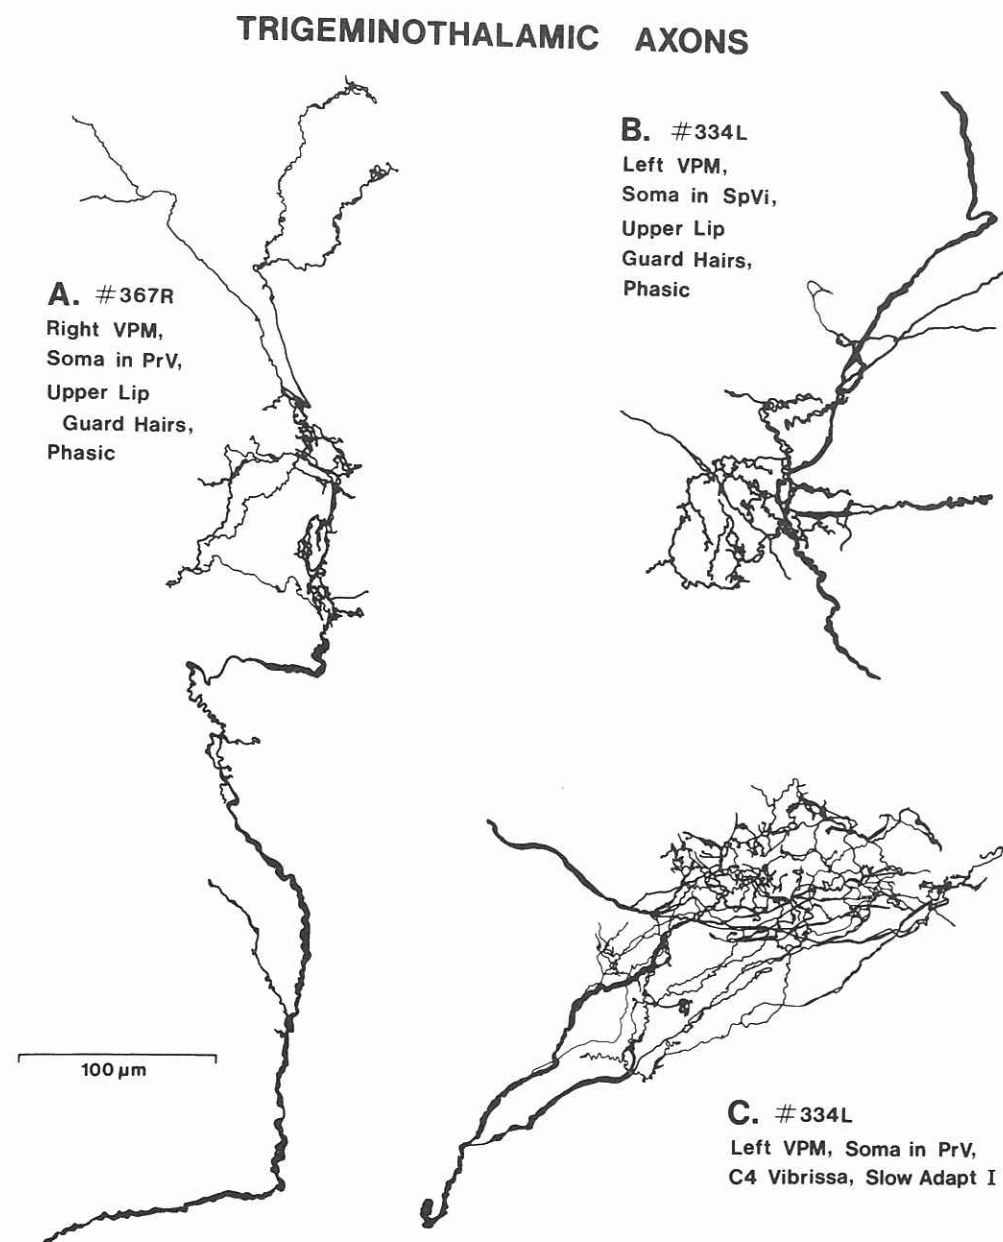 TRIGEMINOTHALAMIC AXONS
A. #367R
Right VPM,
Soma in PrV,
Upper Lip
Guard Hairs,
Phasic
B. #334L
Left VPM,
Soma in SpVi,
Upper Lip
Guard Hairs,
Phasic
100 μm
C. #334L
Left VPM, Soma in PrV,
C4 Vibrissa, Slow Adapt I